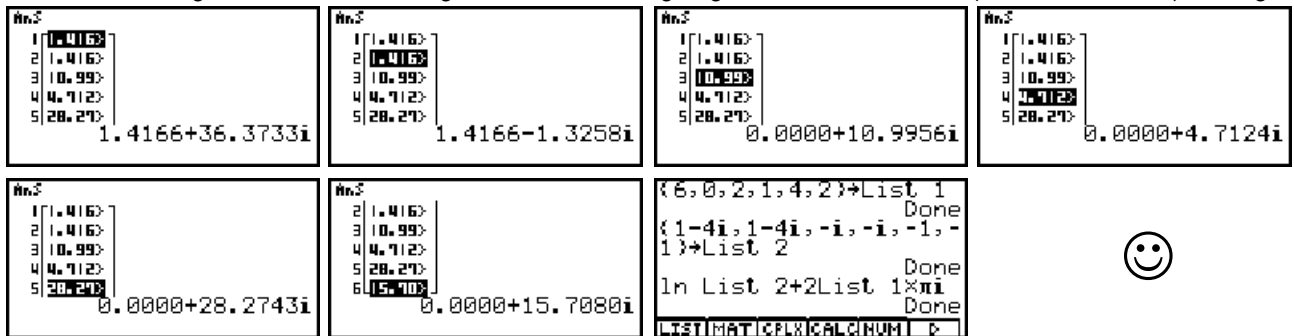 Ans
1 1.416>
2 1.416>
3 10.99>
4 4.712>
5 28.27>
1.4166+36.3733i
Ans
1 1.416>
2 1.416>
3 10.99>
4 4.712>
5 28.27>
1.4166-1.3258i
Ans
1 1.416>
2 1.416>
3 10.99>
4 4.712>
5 28.27>
0.0000+10.9956i
Ans
1 1.416>
2 1.416>
3 10.99>
4 4.712>
5 28.27>
0.0000+4.7124i
Ans
1 1.416>
2 1.416>
3 10.99>
4 4.712>
5 28.27>
0.0000+28.2743i
Ans
2 1.416>
3 10.99>
4 4.712>
5 28.27>
6 15.70>
0.0000+15.7080i
{6,0,2,1,4,2}→List 1
Done
{1-4i,1-4i,-i,-i,-1,-
1}→List 2
Done
ln List 2+2List 1×πi
Done
LIST MAT CPLX CALC NUM ▷